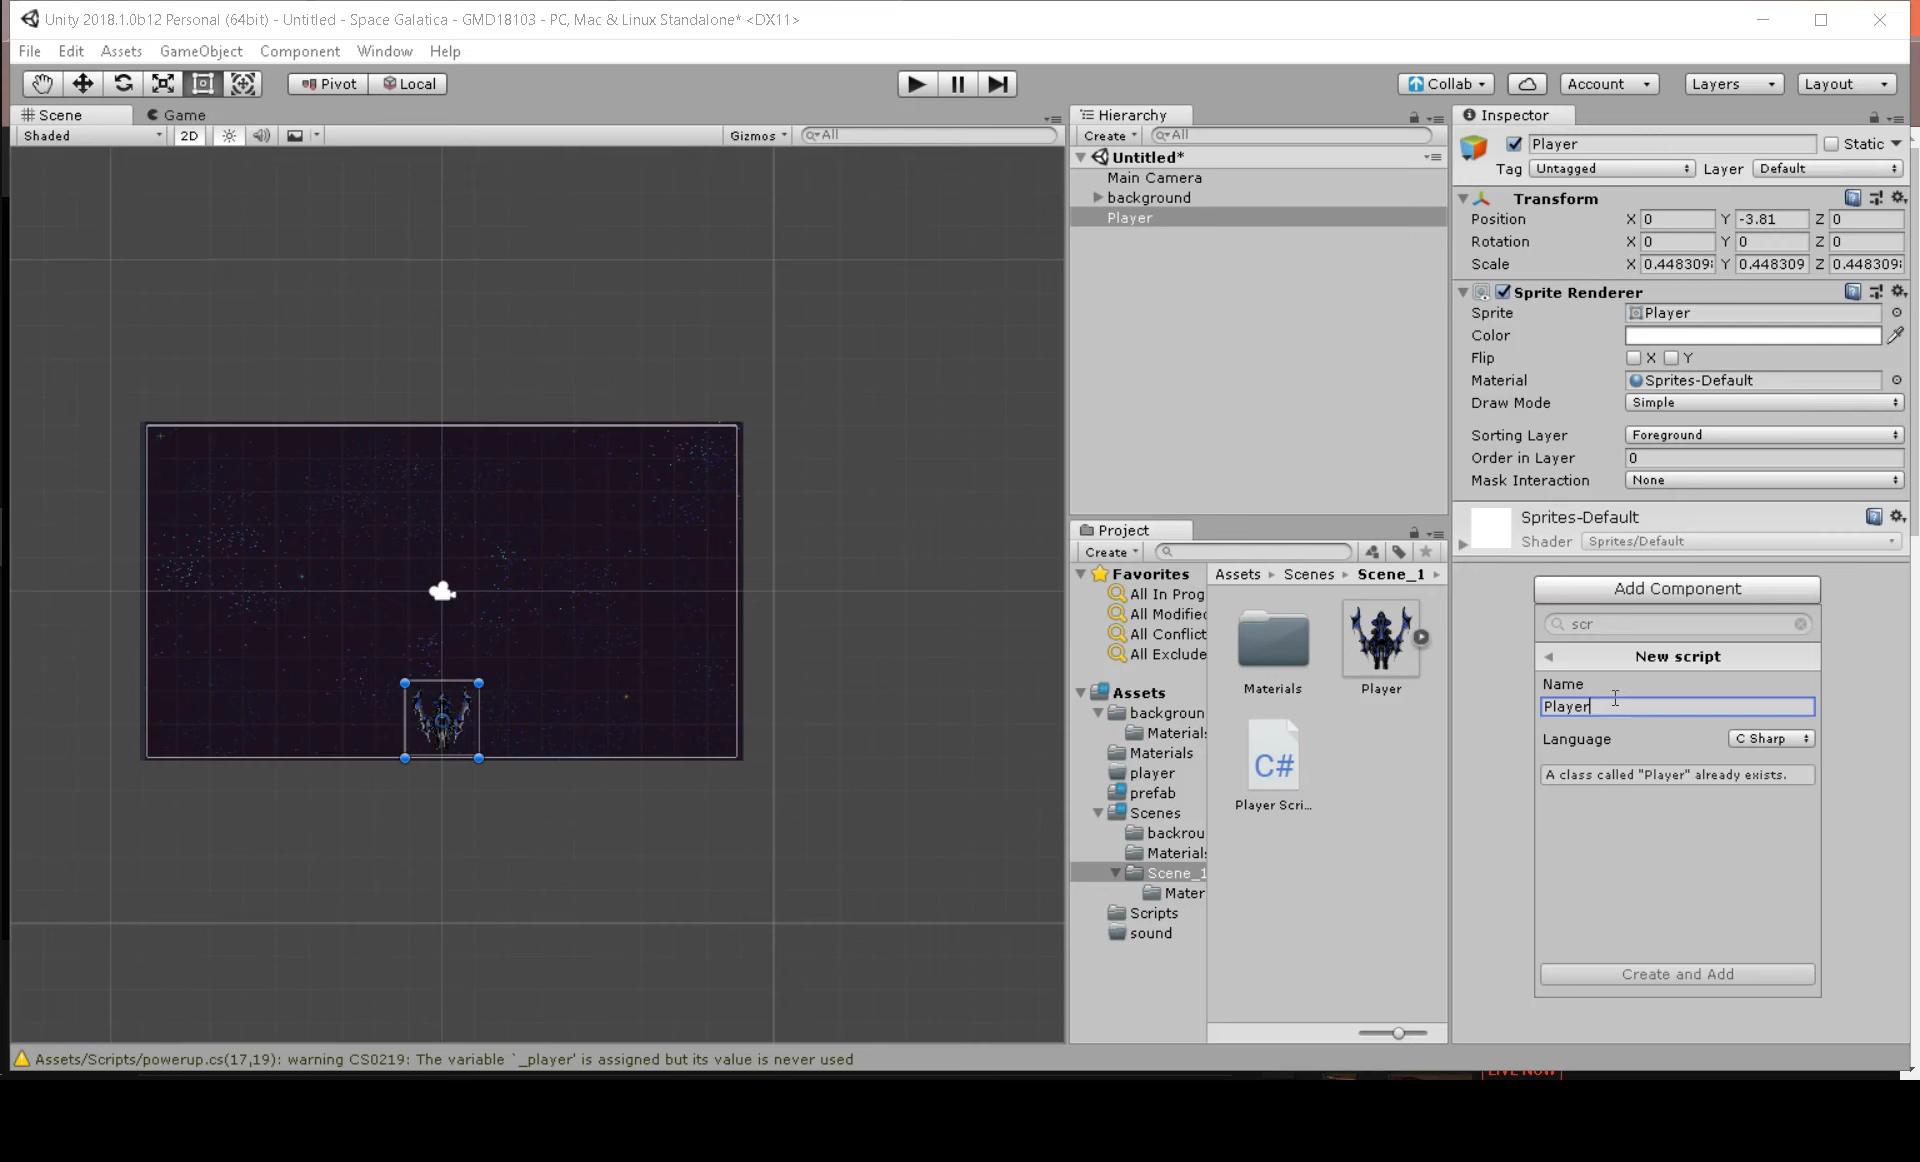 Unity 2018.1.0b12 Personal (64bit) - Untitled - Space Galatica - GMD18103 - PC, Mac & Linux Standalone* <DX11>
File Edit Assets GameObject Component Window Help
Pivot Local Collab Account Layers Layout
Scene Game
Shaded 2D Gizmos All
Hierarchy
Create All
Untitled*
Main Camera
background
Player
Project
Create
Favorites
All In Prog
All Modifie
All Conflict
All Exclude
Assets
backgroun
Material
Materials
player
prefab
Scenes
backrou
Material
Scene_1
Mater
Scripts
sound
Assets Scenes Scene_1
Materials
Player
C#
Player Scri...
Inspector
Player Static
Tag Untagged Layer Default
Transform
Position X 0 Y -3.81 Z 0
Rotation X 0 Y 0 Z 0
Scale X 0.448309 Y 0.448309 Z 0.448309
Sprite Renderer
Sprite Player
Color
Flip X Y
Material Sprites-Default
Draw Mode Simple
Sorting Layer Foreground
Order in Layer 0
Mask Interaction None
Sprites-Default
Shader Sprites/Default
Add Component
scr
New script
Name
Player
Language C Sharp
A class called "Player" already exists.
Create and Add
Assets/Scripts/powerup.cs(17,19): warning CS0219: The variable `_player' is assigned but its value is never used
LIVE NOW